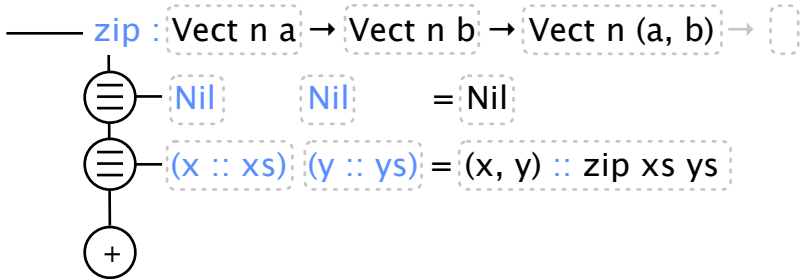 zip : Vect n a → Vect n b → Vect n (a, b) →
Nil Nil = Nil
(x :: xs) (y :: ys) = (x, y) :: zip xs ys
+